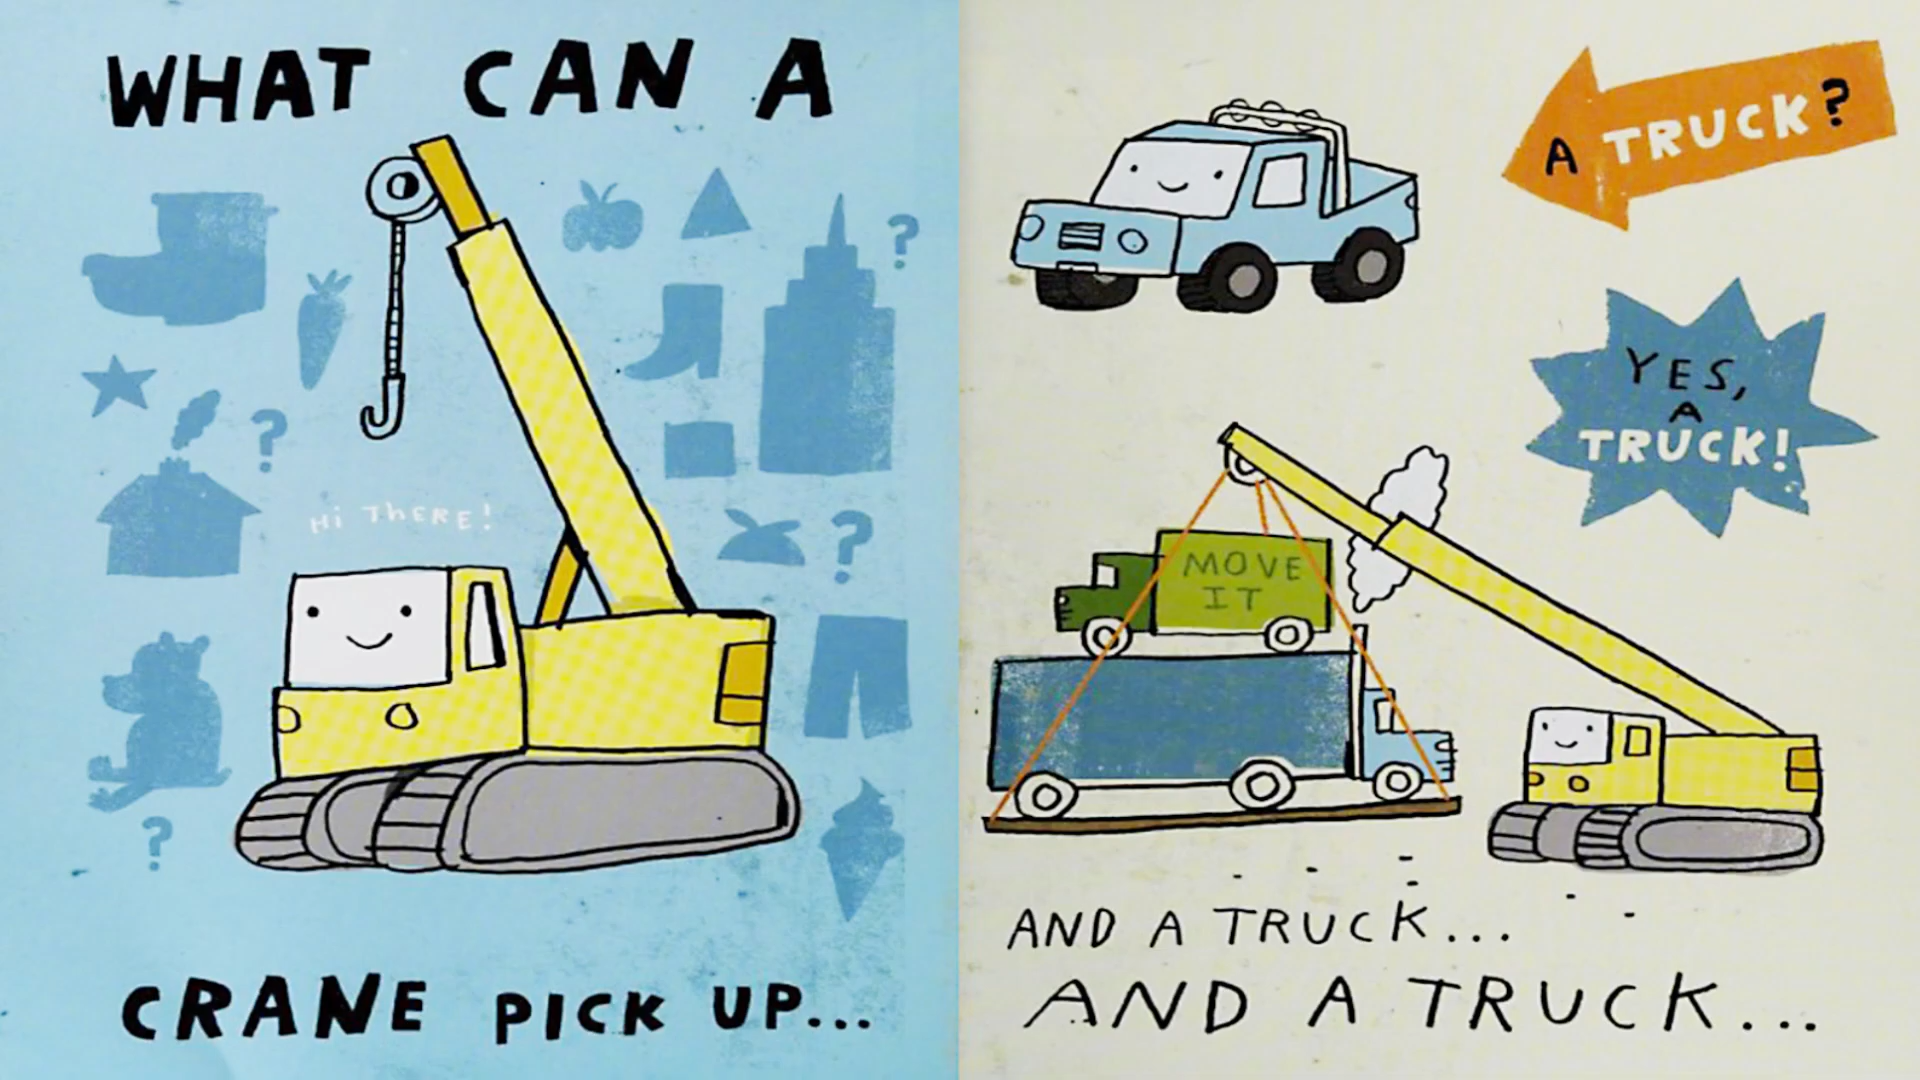 WHAT CAN A
?
?
Hi THERE!
?
?
CRANE PICK UP...
A TRUCK?
YES,
A
TRUCK!
MOVE
IT
AND A TRUCK...
AND A TRUCK...